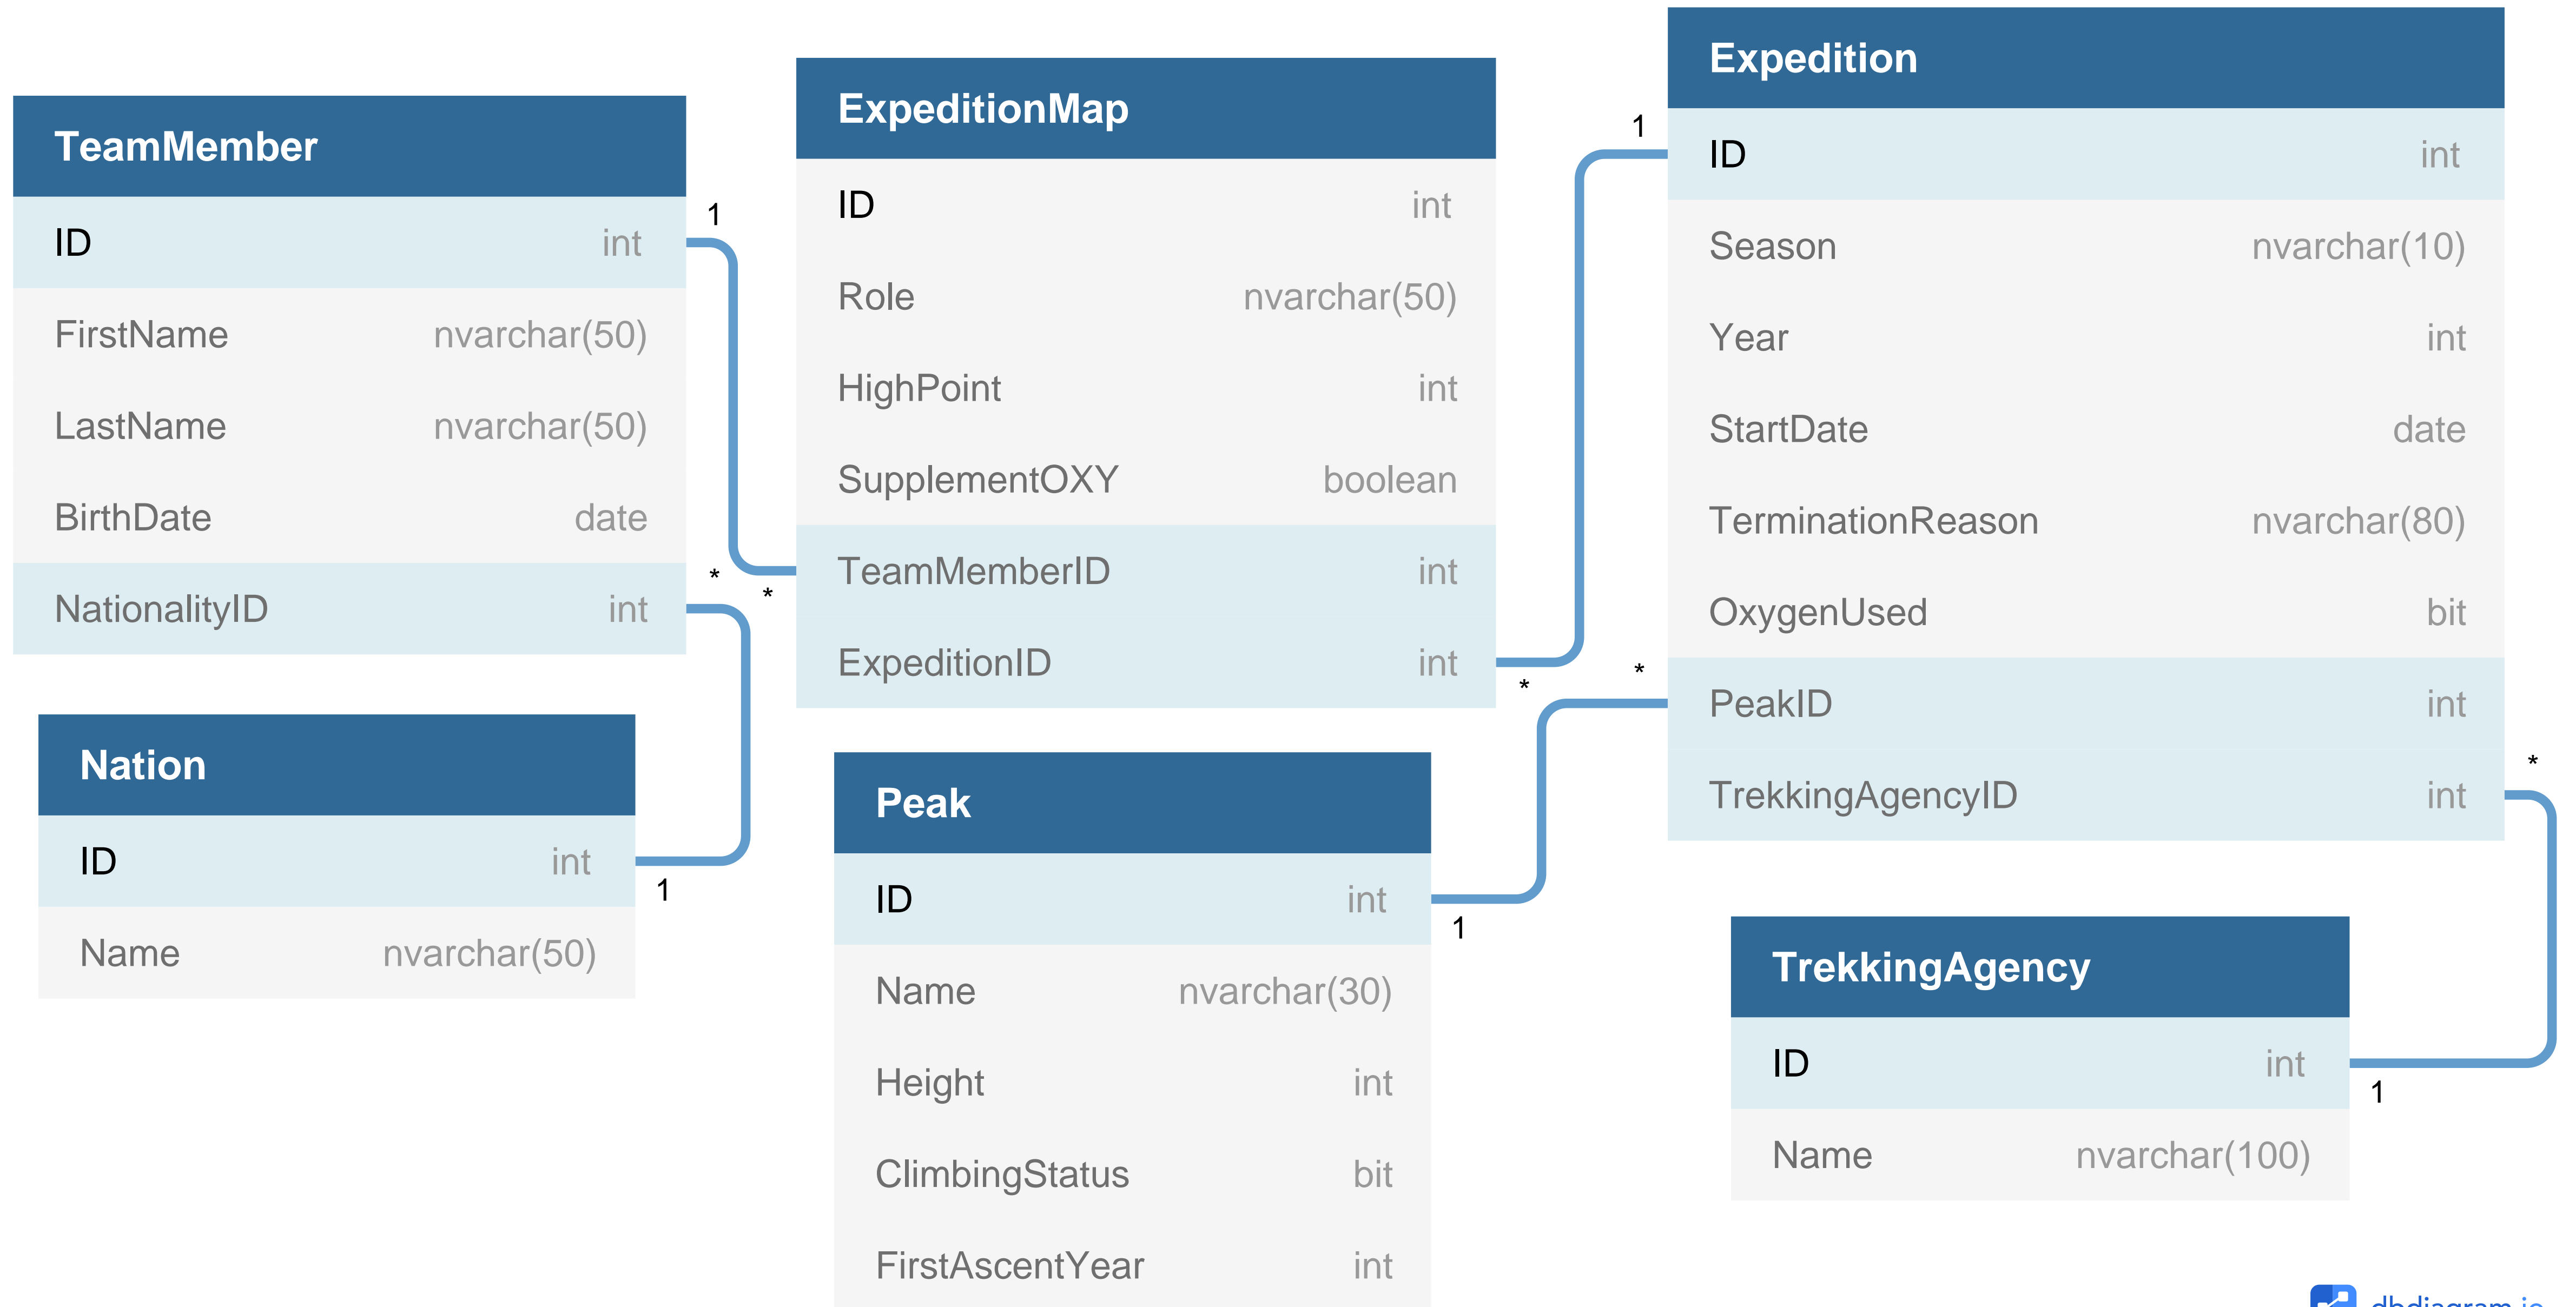 TeamMember
ID int
FirstName nvarchar(50)
LastName nvarchar(50)
BirthDate date
NationalityID int
1
*
Nation
ID int
Name nvarchar(50)
1
ExpeditionMap
ID int
Role nvarchar(50)
HighPoint int
SupplementOXY boolean
TeamMemberID int
ExpeditionID int
*
*
Peak
ID int
Name nvarchar(30)
Height int
ClimbingStatus bit
FirstAscentYear int
1
Expedition
ID int
Season nvarchar(10)
Year int
StartDate date
TerminationReason nvarchar(80)
OxygenUsed bit
PeakID int
TrekkingAgencyID int
1
*
*
TrekkingAgency
ID int
Name nvarchar(100)
1
dbdiagram.io